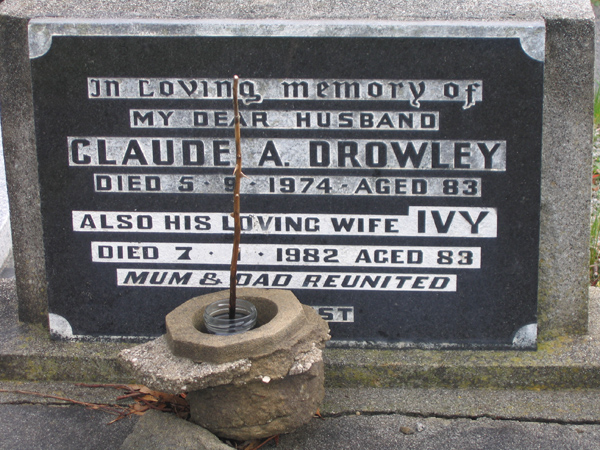 In Loving memory of
MY DEAR HUSBAND
CLAUDE A. DROWLEY
DIED 5 · 9 · 1974 · AGED 83
ALSO HIS LOVING WIFE IVY
DIED 7 · · 1982 AGED 83
MUM & DAD REUNITED